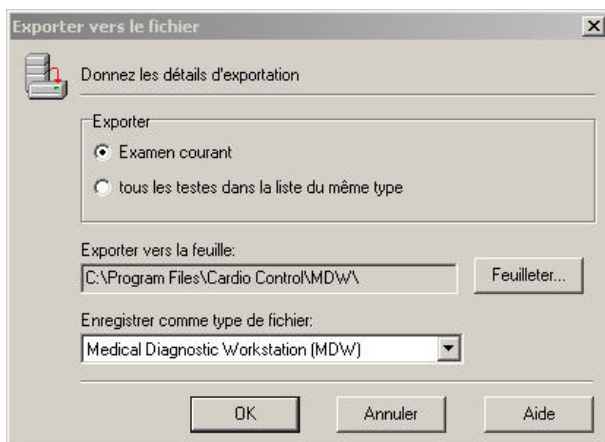 Exporter vers le fichier
Donnez les détails d'exportation
Exporter
Examen courant
tous les testes dans la liste du même type
Exporter vers la feuille:
C:\Program Files\Cardio Control\MDW\
Feuilleter...
Enregistrer comme type de fichier:
Medical Diagnostic Workstation (MDW)
OK Annuler Aide